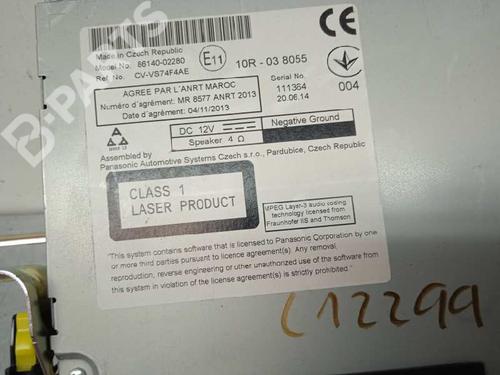 B-PARTS
Made in Czech Republic
Model No. 86140-02280
Ref No. CV-VS74F4AE
E11
10R - 03 8055
CE
AGREE PAR L'ANRT MAROC
Numéro d'agrément: MR 8577 ANRT 2013
Date d'agrément: 04/11/2013
Serial No.
111364
20.06.14
004
DC 12V
Negative Ground
Speaker 4 Ω
Assembled by
Panasonic Automotive Systems Czech s.r.o., Pardubice, Czech Republic
CLASS 1
LASER PRODUCT
MPEG Layer-3 audio coding
technology licensed from
Fraunhofer IIS and Thomson
"This system contains software that is licensed to Panasonic Corporation by one
or more third parties pursuant to licence agreement(s). Any removal,
reproduction, reverse engineering or other unauthorized use of the software from
this system in violation of the license agreement(s) is strictly prohibited."
C12299